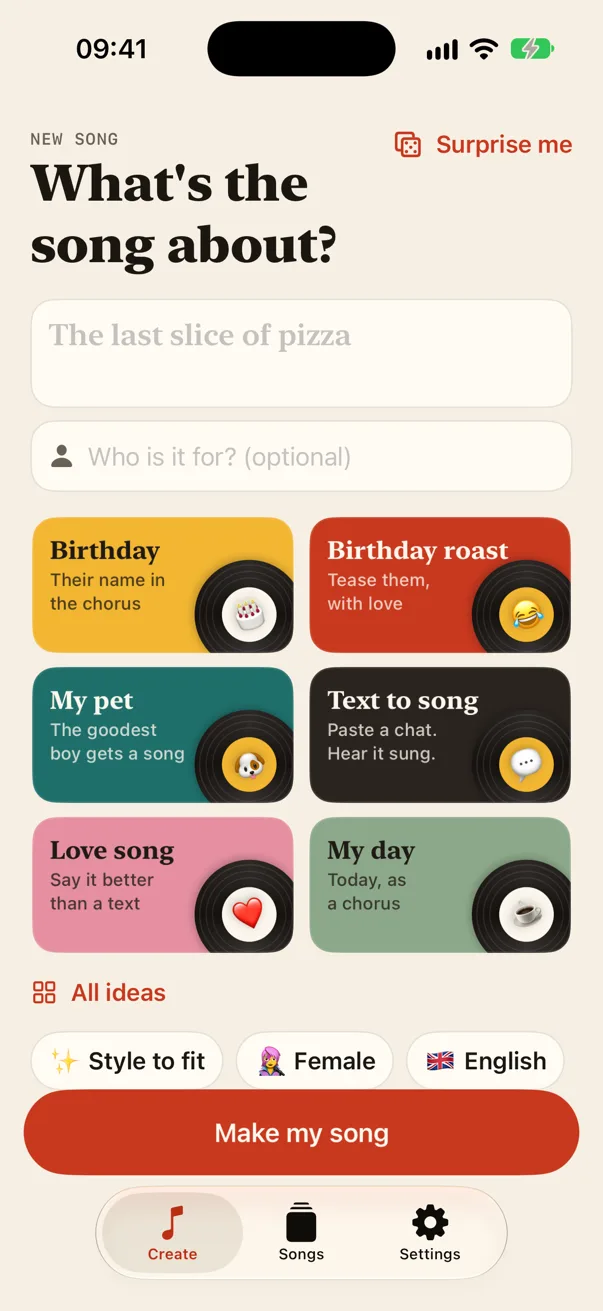 09:41
NEW SONG
Surprise me
What's the
song about?
The last slice of pizza
Who is it for? (optional)
Birthday
Their name in
the chorus
Birthday roast
Tease them,
with love
My pet
The goodest
boy gets a song
Text to song
Paste a chat.
Hear it sung.
Love song
Say it better
than a text
My day
Today, as
a chorus
All ideas
Style to fit
Female
English
Make my song
Create
Songs
Settings